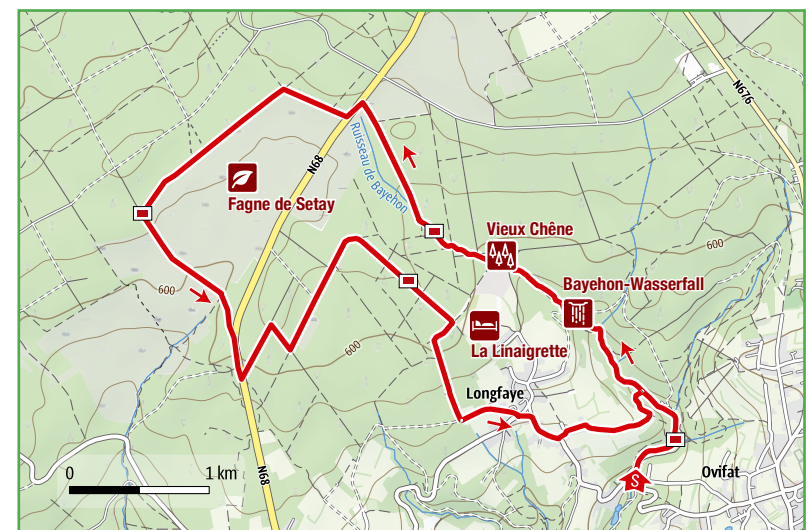 N676
N68
Ruisseau de Bayehon
Fagne de Setay
Vieux Chêne
600
Bayehon-Wasserfall
600
600
La Linaigrette
Longfaye
0 1 km
N68
S
Ovifat